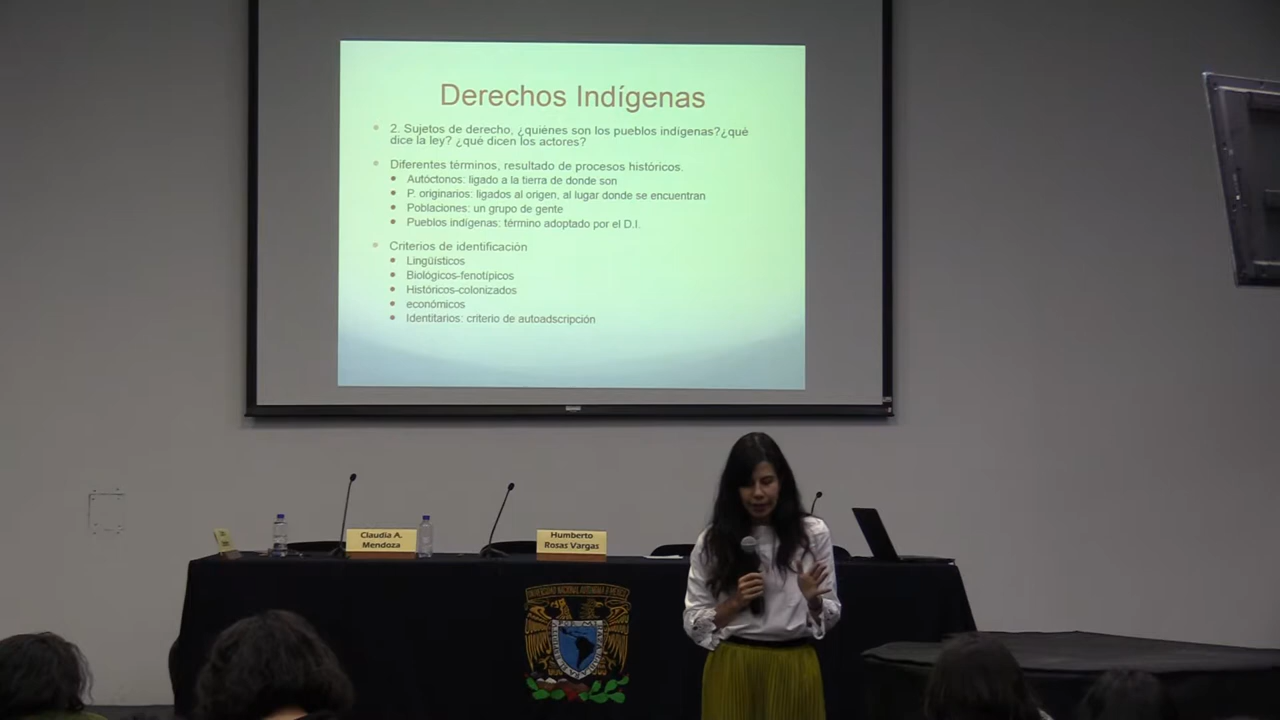 Derechos Indígenas
2. Sujetos de derecho, ¿quiénes son los pueblos indígenas?¿qué
dice la ley? ¿qué dicen los actores?
Diferentes términos, resultado de procesos históricos.
Autóctonos: ligado a la tierra de donde son
P. originarios: ligados al origen, al lugar donde se encuentran
Poblaciones: un grupo de gente
Pueblos indígenas: término adoptado por el D.I.
Criterios de identificación
Lingüísticos
Biológicos-fenotípicos
Históricos-colonizados
económicos
Identitarios: criterio de autoadscripción
Claudia A.
Mendoza
Humberto
Rosas Vargas